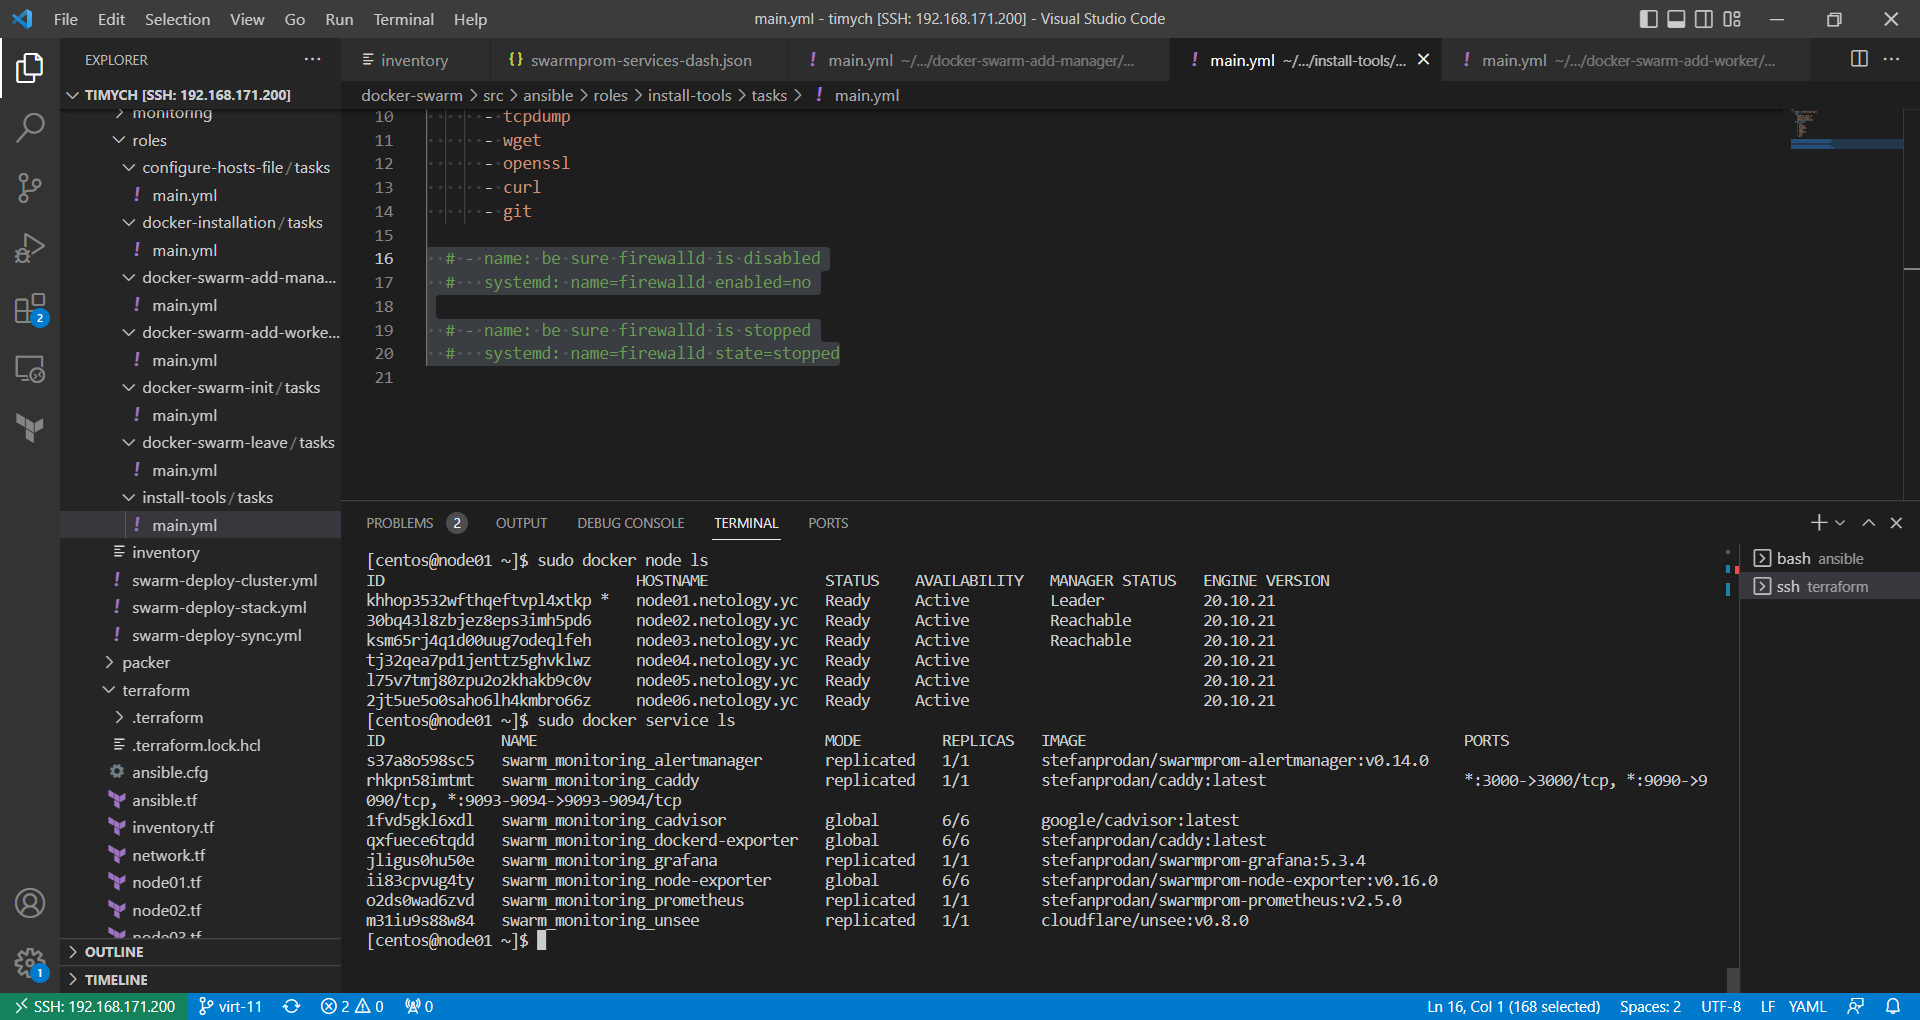 File Edit Selection View Go Run Terminal Help
main.yml - timych [SSH: 192.168.171.200] - Visual Studio Code
EXPLORER
TIMYCH [SSH: 192.168.171.200]
monitoring
roles
configure-hosts-file / tasks
main.yml
docker-installation / tasks
main.yml
docker-swarm-add-mana...
main.yml
docker-swarm-add-worke...
main.yml
docker-swarm-init / tasks
main.yml
docker-swarm-leave / tasks
main.yml
install-tools / tasks
main.yml
inventory
swarm-deploy-cluster.yml
swarm-deploy-stack.yml
swarm-deploy-sync.yml
packer
terraform
.terraform
.terraform.lock.hcl
ansible.cfg
ansible.tf
inventory.tf
network.tf
node01.tf
node02.tf
node03.tf
OUTLINE
TIMELINE
2
1
inventory
{} swarmprom-services-dash.json
! main.yml ~/.../docker-swarm-add-manager/...
! main.yml ~/.../install-tools/...
! main.yml ~/.../docker-swarm-add-worker/...
docker-swarm > src > ansible > roles > install-tools > tasks > ! main.yml
10 - tcpdump
11 - wget
12 - openssl
13 - curl
14 - git
15
16 # - name: be sure firewalld is disabled
17 #   systemd: name=firewalld enabled=no
18
19 # - name: be sure firewalld is stopped
20 #   systemd: name=firewalld state=stopped
21
PROBLEMS 2 OUTPUT DEBUG CONSOLE TERMINAL PORTS
[centos@node01 ~]$ sudo docker node ls
ID HOSTNAME STATUS AVAILABILITY MANAGER STATUS ENGINE VERSION
khhop3532wfthqeftvpl4xtkp * node01.netology.yc Ready Active Leader 20.10.21
30bq43l8zbjez8eps3imh5pd6 node02.netology.yc Ready Active Reachable 20.10.21
ksm65rj4q1d00uug7odeqlfeh node03.netology.yc Ready Active Reachable 20.10.21
tj32qea7pd1jenttz5ghvklwz node04.netology.yc Ready Active 20.10.21
l75v7tmj80zpu2o2khakb9c0v node05.netology.yc Ready Active 20.10.21
2jt5ue5o0saho6lh4kmbro66z node06.netology.yc Ready Active 20.10.21
[centos@node01 ~]$ sudo docker service ls
ID NAME MODE REPLICAS IMAGE PORTS
s37a8o598sc5 swarm_monitoring_alertmanager replicated 1/1 stefanprodan/swarmprom-alertmanager:v0.14.0
rhkpn58imtmt swarm_monitoring_caddy replicated 1/1 stefanprodan/caddy:latest *:3000->3000/tcp, *:9090->9
090/tcp, *:9093-9094->9093-9094/tcp
1fvd5gkl6xdl swarm_monitoring_cadvisor global 6/6 google/cadvisor:latest
qxfuece6tqdd swarm_monitoring_dockerd-exporter global 6/6 stefanprodan/caddy:latest
jligus0hu50e swarm_monitoring_grafana replicated 1/1 stefanprodan/swarmprom-grafana:5.3.4
ii83cpvug4ty swarm_monitoring_node-exporter global 6/6 stefanprodan/swarmprom-node-exporter:v0.16.0
o2ds0wad6zvd swarm_monitoring_prometheus replicated 1/1 stefanprodan/swarmprom-prometheus:v2.5.0
m31iu9s88w84 swarm_monitoring_unsee replicated 1/1 cloudflare/unsee:v0.8.0
[centos@node01 ~]$
bash ansible
ssh terraform
SSH: 192.168.171.200 virt-11 2 0 0
Ln 16, Col 1 (168 selected) Spaces: 2 UTF-8 LF YAML